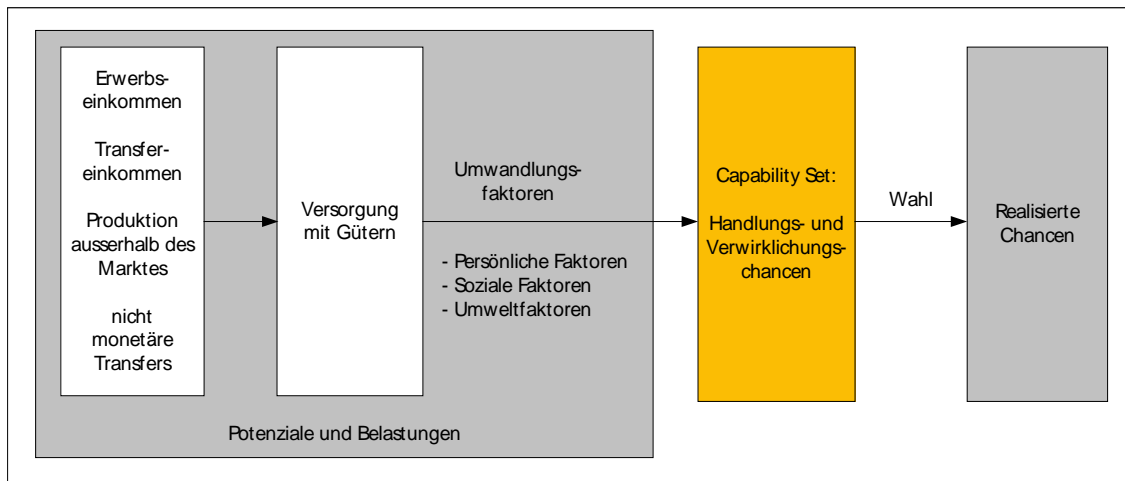 Erwerbs-
einkommen
Transfer-
einkommen
Produktion
ausserhalb des
Marktes
nicht
monetäre
Transfers
Versorgung
mit Gütern
Umwandlungs-
faktoren
- Persönliche Faktoren
- Soziale Faktoren
- Umweltfaktoren
Potenziale und Belastungen
Capability Set:
Handlungs- und
Verwirklichungs-
chancen
Wahl
Realisierte
Chancen